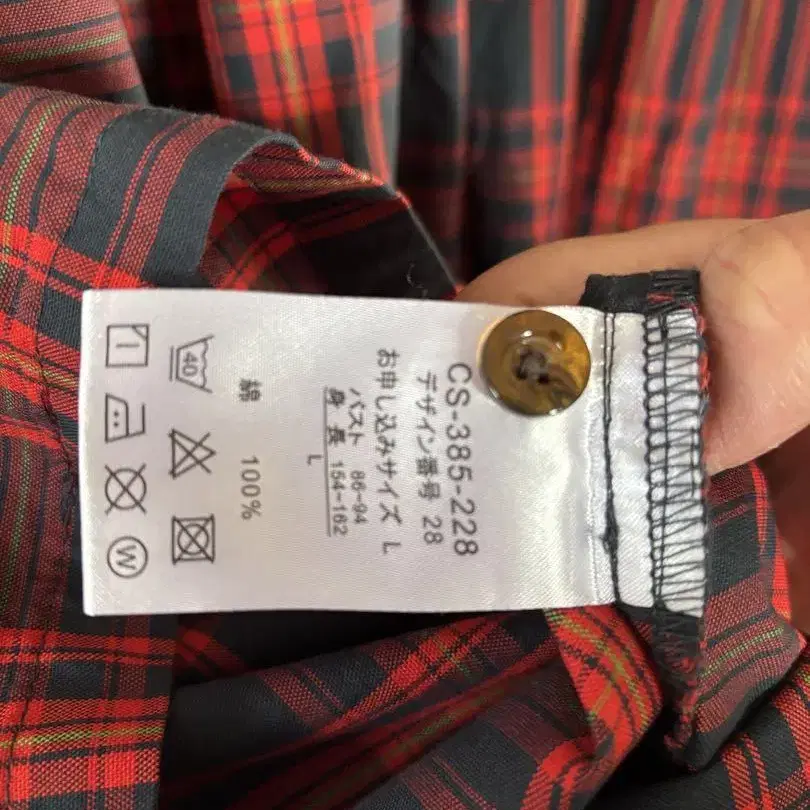 CS-385-228
デザイン番号 28
お申し込みサイズ L
バスト 86~94
身長 154~162
L
綿 100%
40
W